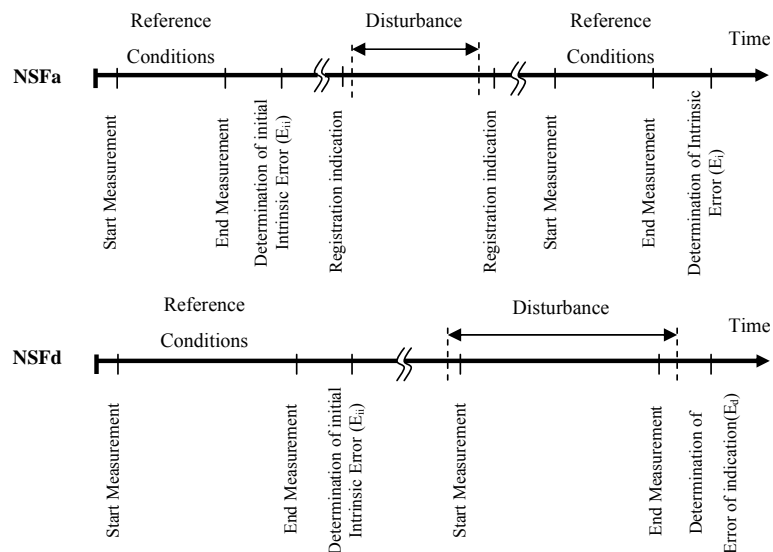 Reference
Conditions
Disturbance
Reference
Conditions
Time
NSFa
Start Measurement
End Measurement
Determination of initial
Intrinsic Error (Eii)
Registration indication
Registration indication
Start Measurement
End Measurement
Determination of Intrinsic
Error (Ei)
Reference
Conditions
Disturbance
Time
NSFd
Start Measurement
End Measurement
Determination of initial
Intrinsic Error (Eii)
Start Measurement
End Measurement
Determination of
Error of indication(Ed)